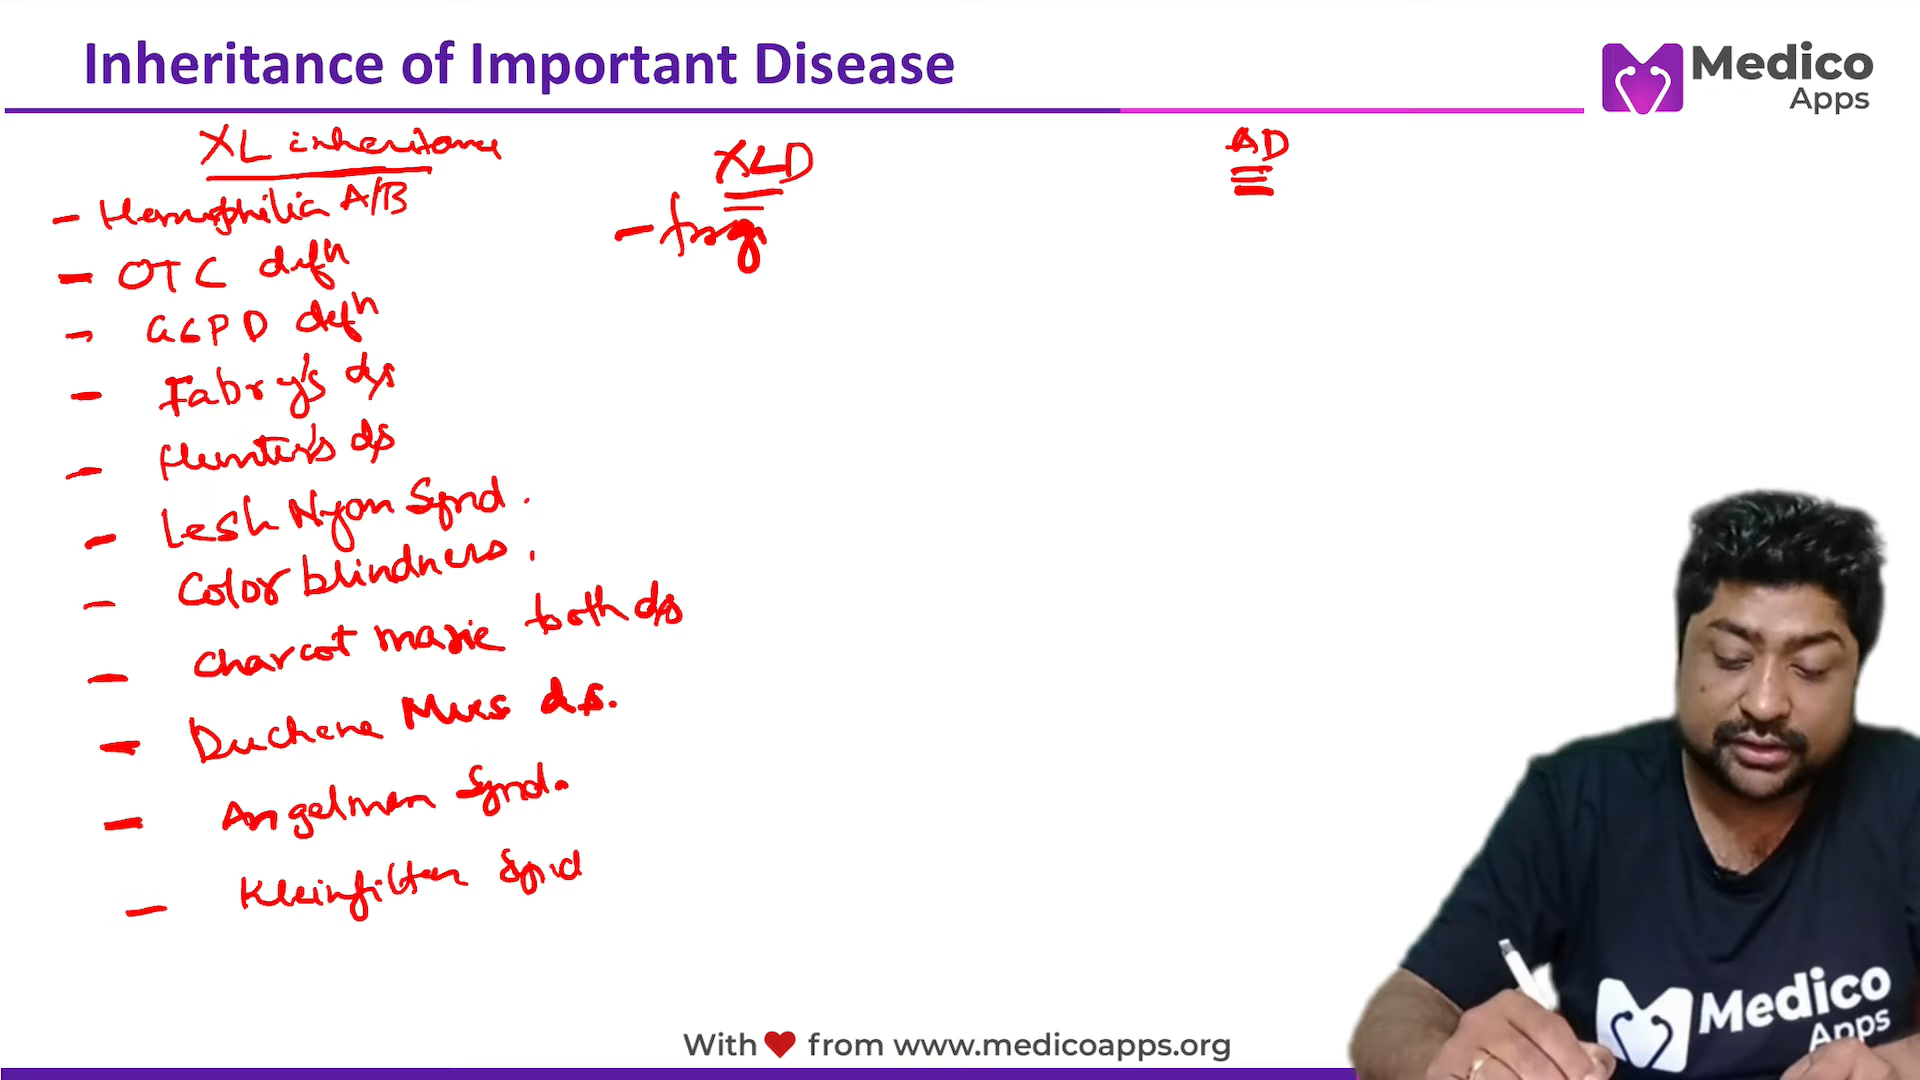 Inheritance of Important Disease
Medico
Apps
XL inheritance
- Hemophilia A/B
- OTC defn
- G6PD defn
- Fabry's ds
- Hunter's ds
- Lesh Nyan Synd.
- Color blindness.
- Charcot marie tooth ds
- Duchene Mus ds.
- Angelman Synd.
- Kleinfilter Synd
XLD
- frag
AD
Medico
Apps
With from www.medicoapps.org